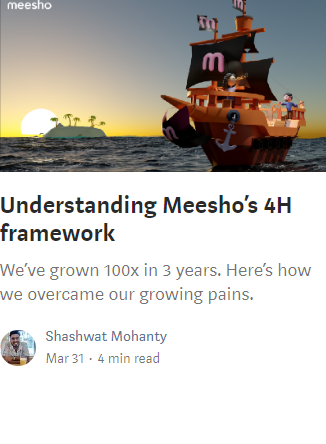 meesho
m
Understanding Meesho's 4H
framework
We've grown 100x in 3 years. Here's how
we overcame our growing pains.
Shashwat Mohanty
Mar 31 · 4 min read